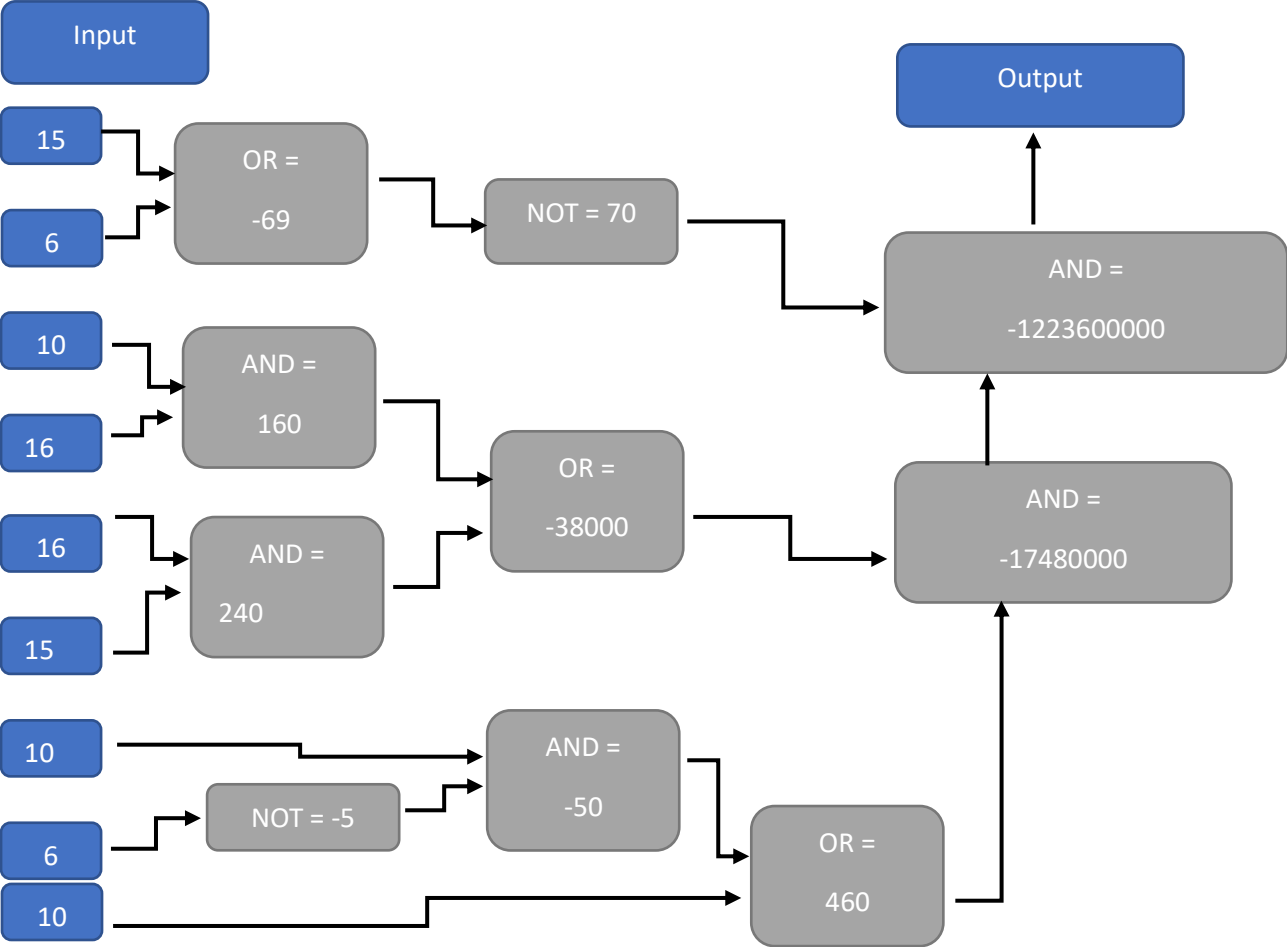 Input
Output
15
6
OR =
-69
NOT = 70
AND =
-1223600000
10
16
AND =
160
16
15
AND =
240
OR =
-38000
AND =
-17480000
10
6
10
NOT = -5
AND =
-50
OR =
460